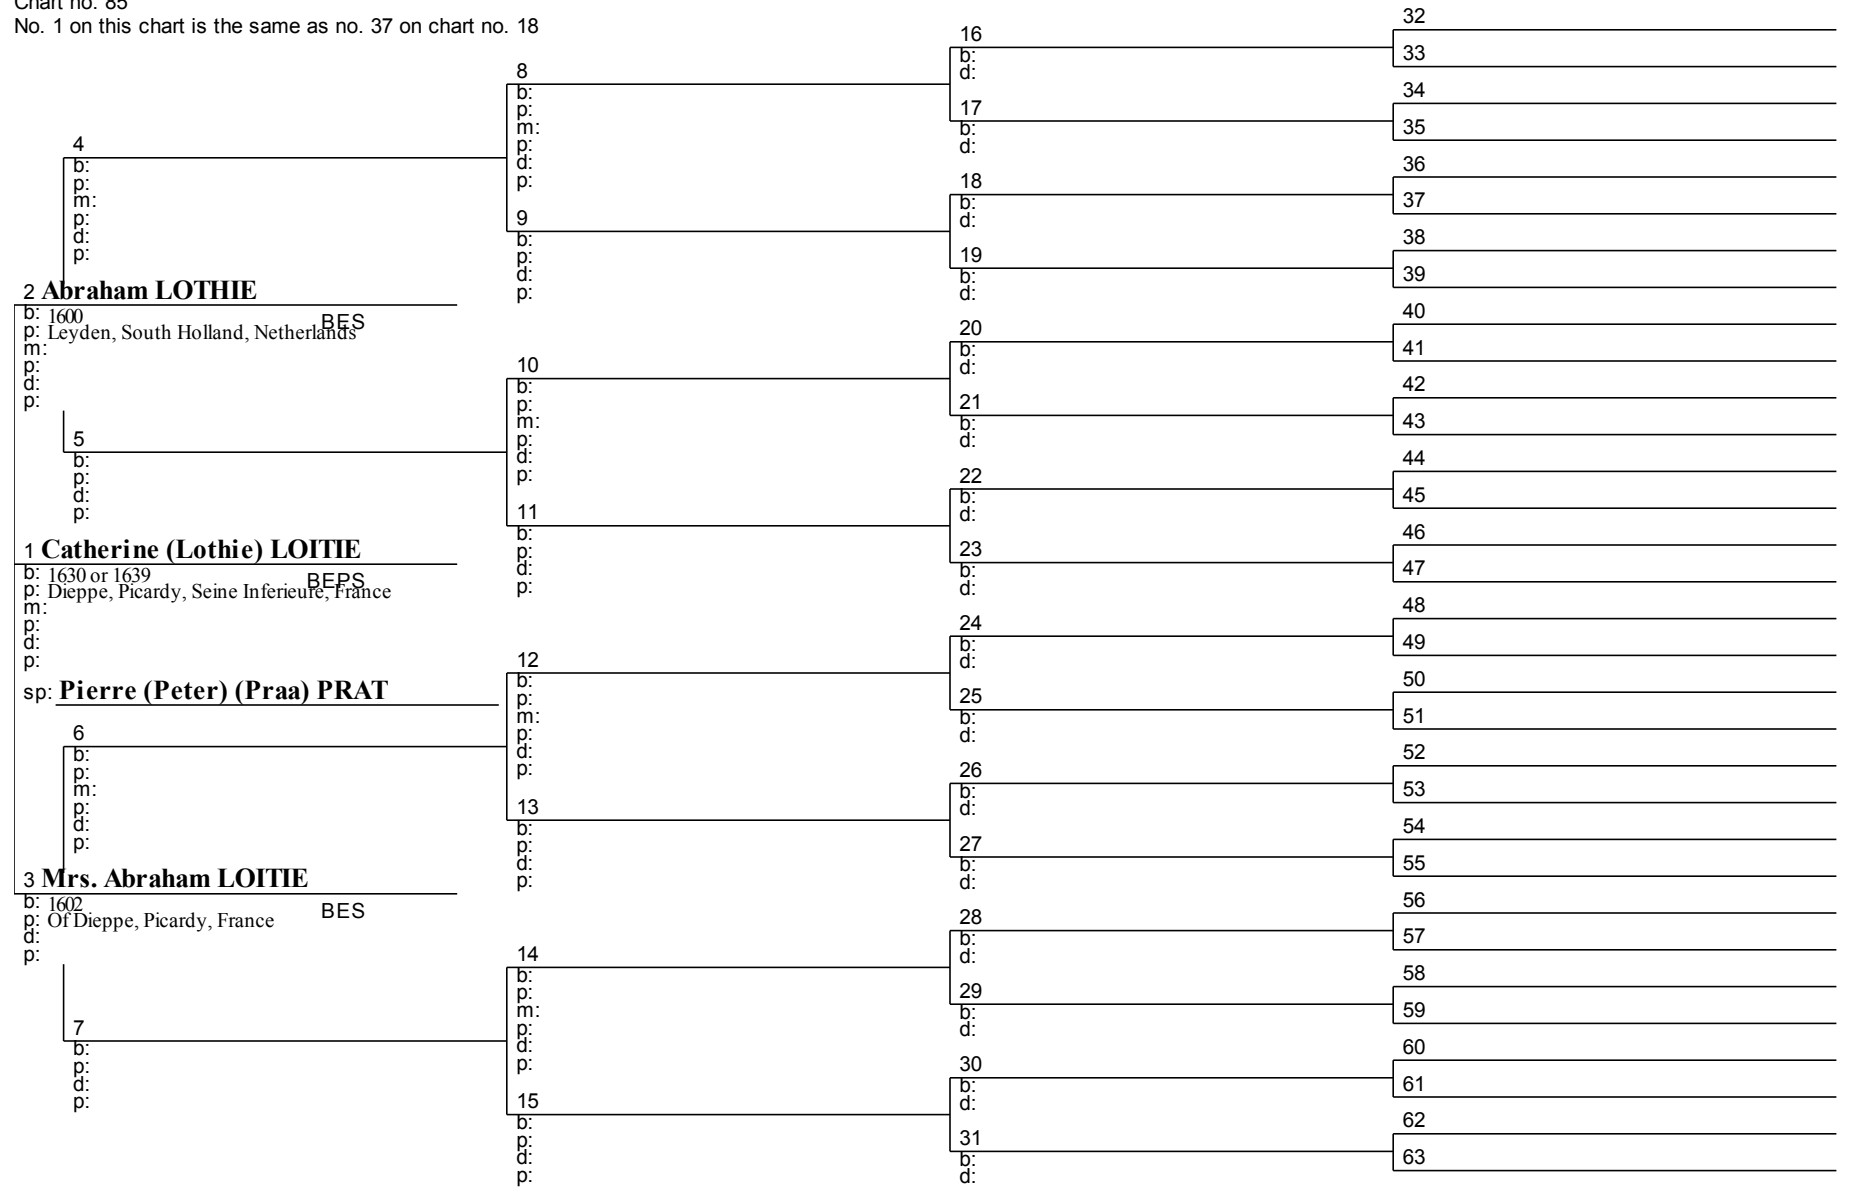 Chart no. 85
No. 1 on this chart is the same as no. 37 on chart no. 18
2 Abraham LOTHIE
b: 1600
BES
p: Leyden, South Holland, Netherlands
m:
p:
d:
p:
1 Catherine (Lothie) LOITIE
b: 1630 or 1639
BEPS
p: Dieppe, Picardy, Seine Inferieure, France
m:
p:
d:
p:
sp: Pierre (Peter) (Praa) PRAT
3 Mrs. Abraham LOITIE
b: 1602
BES
p: Of Dieppe, Picardy, France
d:
p:
4
b:
p:
m:
p:
d:
p:
5
b:
p:
d:
p:
6
b:
p:
m:
p:
d:
p:
7
b:
p:
d:
p:
8
b:
p:
m:
p:
d:
p:
9
b:
p:
d:
p:
10
b:
p:
m:
p:
d:
p:
11
b:
p:
d:
p:
12
b:
p:
m:
p:
d:
p:
13
b:
p:
d:
p:
14
b:
p:
m:
p:
d:
p:
15
b:
p:
d:
p:
16
b:
d:
17
b:
d:
18
b:
d:
19
b:
d:
20
b:
d:
21
b:
d:
22
b:
d:
23
b:
d:
24
b:
d:
25
b:
d:
26
b:
d:
27
b:
d:
28
b:
d:
29
b:
d:
30
b:
d:
31
b:
d:
32
33
34
35
36
37
38
39
40
41
42
43
44
45
46
47
48
49
50
51
52
53
54
55
56
57
58
59
60
61
62
63